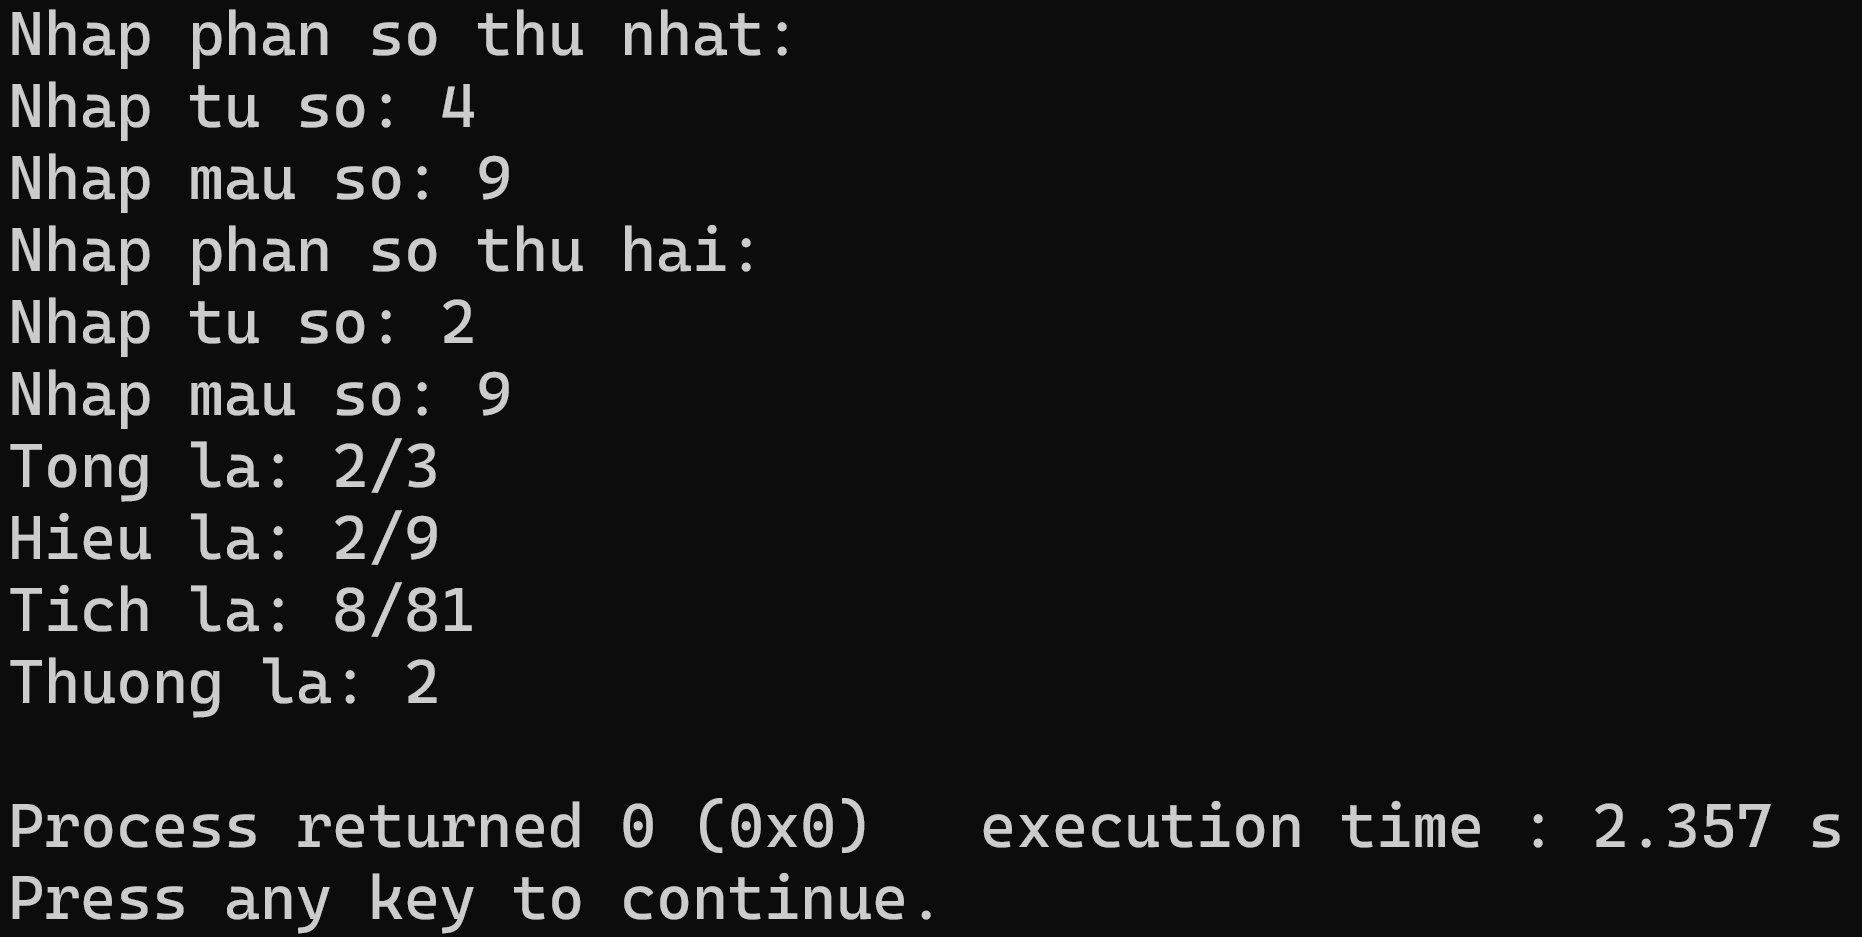 Nhap phan so thu nhat:
Nhap tu so: 4
Nhap mau so: 9
Nhap phan so thu hai:
Nhap tu so: 2
Nhap mau so: 9
Tong la: 2/3
Hieu la: 2/9
Tich la: 8/81
Thuong la: 2
Process returned 0 (0x0)   execution time : 2.357 s
Press any key to continue.